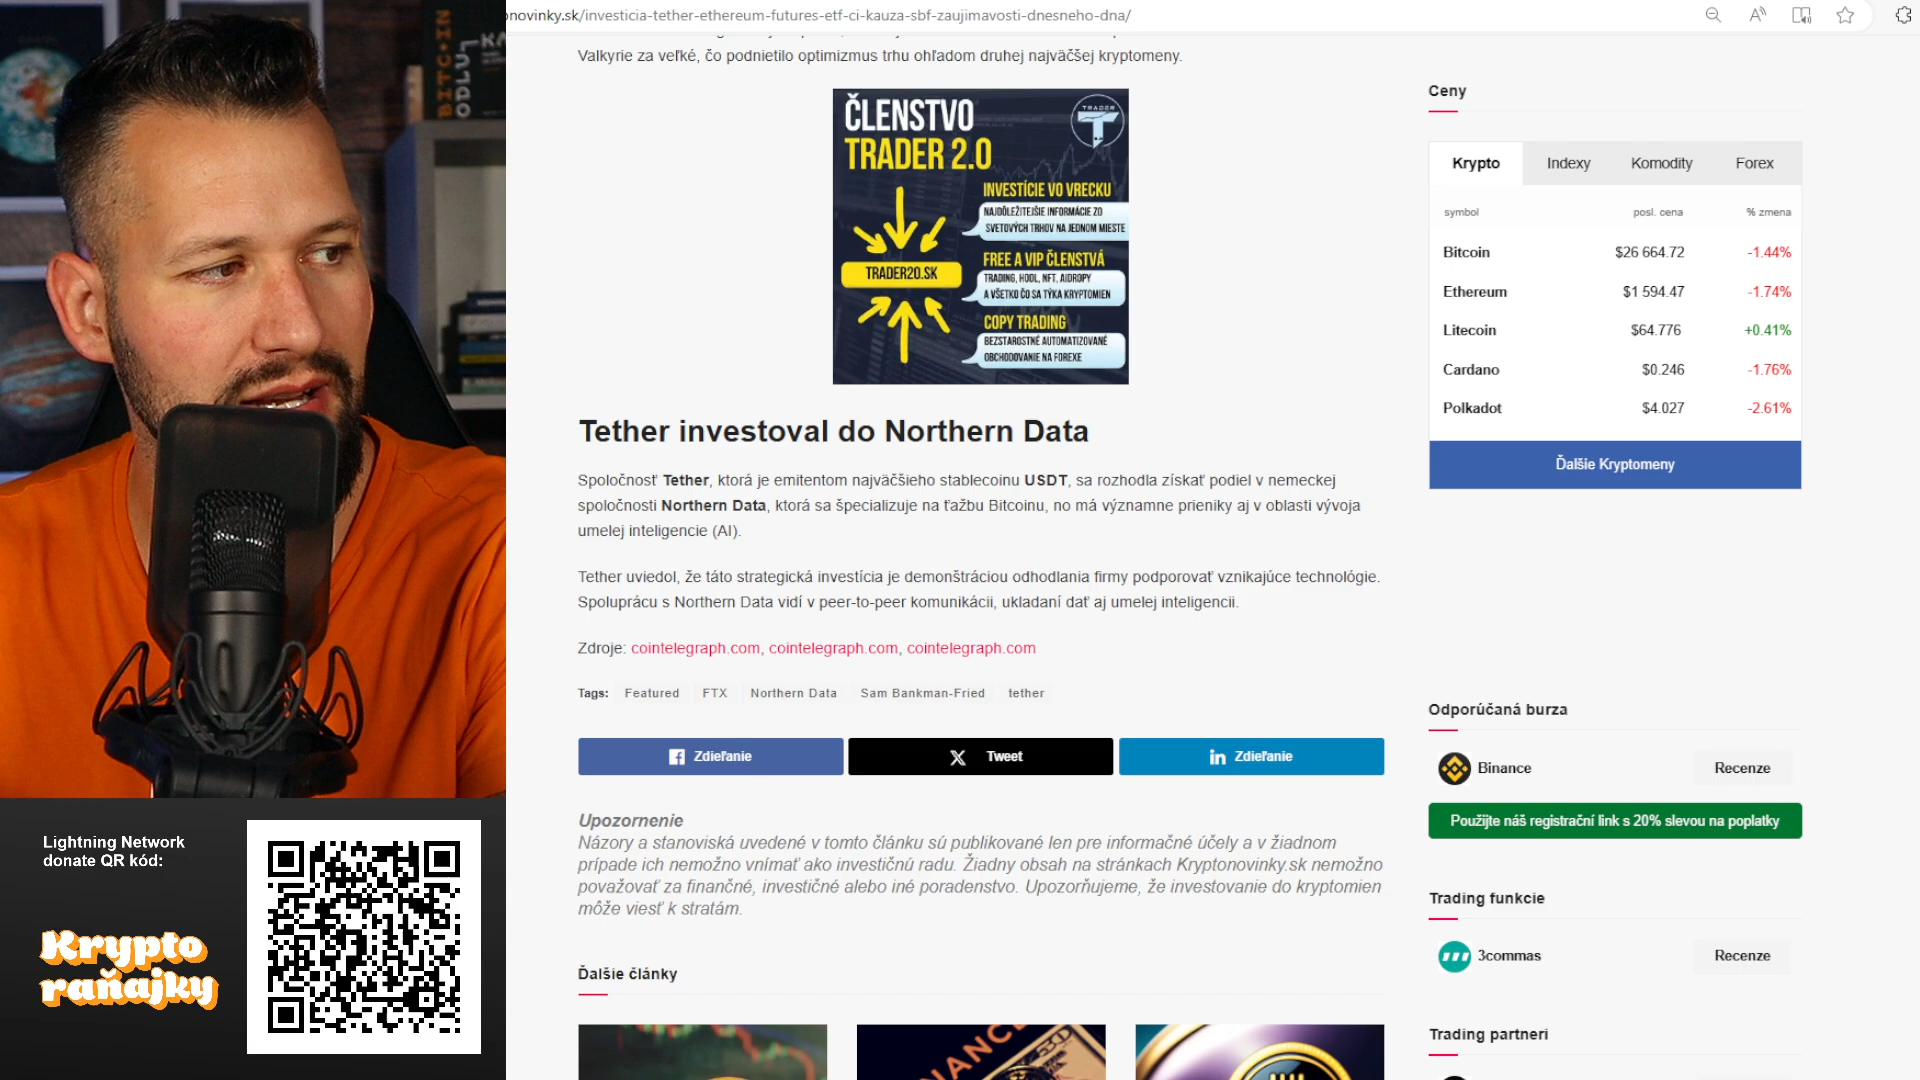 onovinky.sk/investicia-tether-ethereum-futures-etf-ci-kauza-sbf-zaujimavosti-dnesneho-dna/
Valkyrie za veľké, čo podnietilo optimizmus trhu ohľadom druhej najväčšej kryptomeny.
ČLENSTVO
TRADER 2.0
TRADER
INVESTÍCIE VO VRECKU
NAJDÔLEŽITEJŠIE INFORMÁCIE ZO
SVETOVÝCH TRHOV NA JEDNOM MIESTE
TRADER20.SK
FREE A VIP ČLENSTVÁ
TRADING, HODL, NFT, AIDROPY
A VŠETKO ČO SA TÝKA KRYPTOMIEN
COPY TRADING
BEZSTAROSTNÉ AUTOMATIZOVANÉ
OBCHODOVANIE NA FOREXE
Tether investoval do Northern Data
Spoločnosť Tether, ktorá je emitentom najväčšieho stablecoinu USDT, sa rozhodla získať podiel v nemeckej
spoločnosti Northern Data, ktorá sa špecializuje na ťažbu Bitcoinu, no má významne prieniky aj v oblasti vývoja
umelej inteligencie (AI).
Tether uviedol, že táto strategická investícia je demonštráciou odhodlania firmy podporovať vznikajúce technológie.
Spoluprácu s Northern Data vidí v peer-to-peer komunikácii, ukladaní dát aj umelej inteligencii.
Zdroje: cointelegraph.com, cointelegraph.com, cointelegraph.com
Tags: Featured FTX Northern Data Sam Bankman-Fried tether
Zdieľanie
Tweet
Zdieľanie
Upozornenie
Názory a stanoviská uvedené v tomto článku sú publikované len pre informačné účely a v žiadnom
prípade ich nemožno vnímať ako investičnú radu. Žiadny obsah na stránkach Kryptonovinky.sk nemožno
považovať za finančné, investičné alebo iné poradenstvo. Upozorňujeme, že investovanie do kryptomien
môže viesť k stratám.
Ďalšie články
Ceny
Krypto Indexy Komodity Forex
symbol posl. cena % zmena
Bitcoin $26 664.72 -1.44%
Ethereum $1 594.47 -1.74%
Litecoin $64.776 +0.41%
Cardano $0.246 -1.76%
Polkadot $4.027 -2.61%
Ďalšie Kryptomeny
Odporúčaná burza
Binance Recenze
Použijte náš registrační link s 20% slevou na poplatky
Trading funkcie
3commas Recenze
Trading partneri
BITCOIN
ODLU
Lightning Network
donate QR kód:
Krypto
raňajky